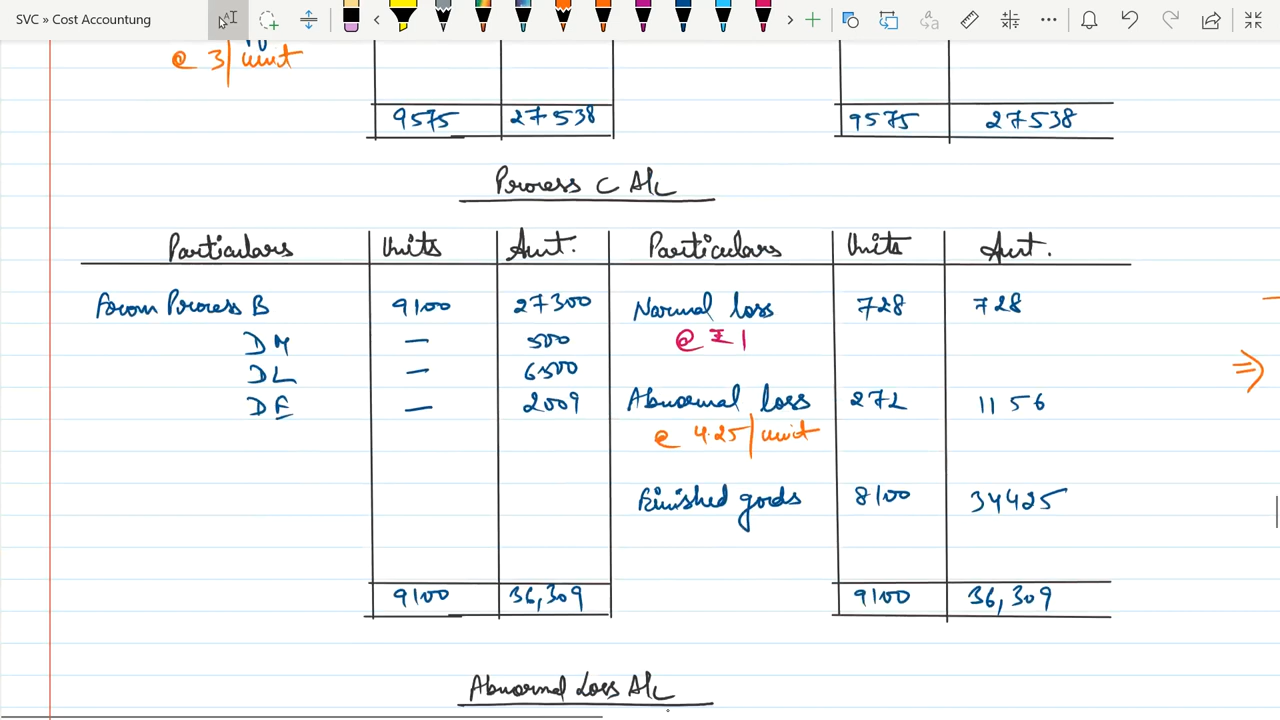 SVC » Cost Accountung
@ 3/unit
9575 27538 9575 27538
Process C A/c
Particulars Units Amt. Particulars Units Amt.
From Process B 9100 27300 Normal loss 728 728
DM — 500 @ ₹ 1
DL — 6500
DE — 2009 Abnormal loss 272 1156
@ 4.25/unit
Finished goods 8100 34425
9100 36,309 9100 36,309
Abnormal Loss A/c